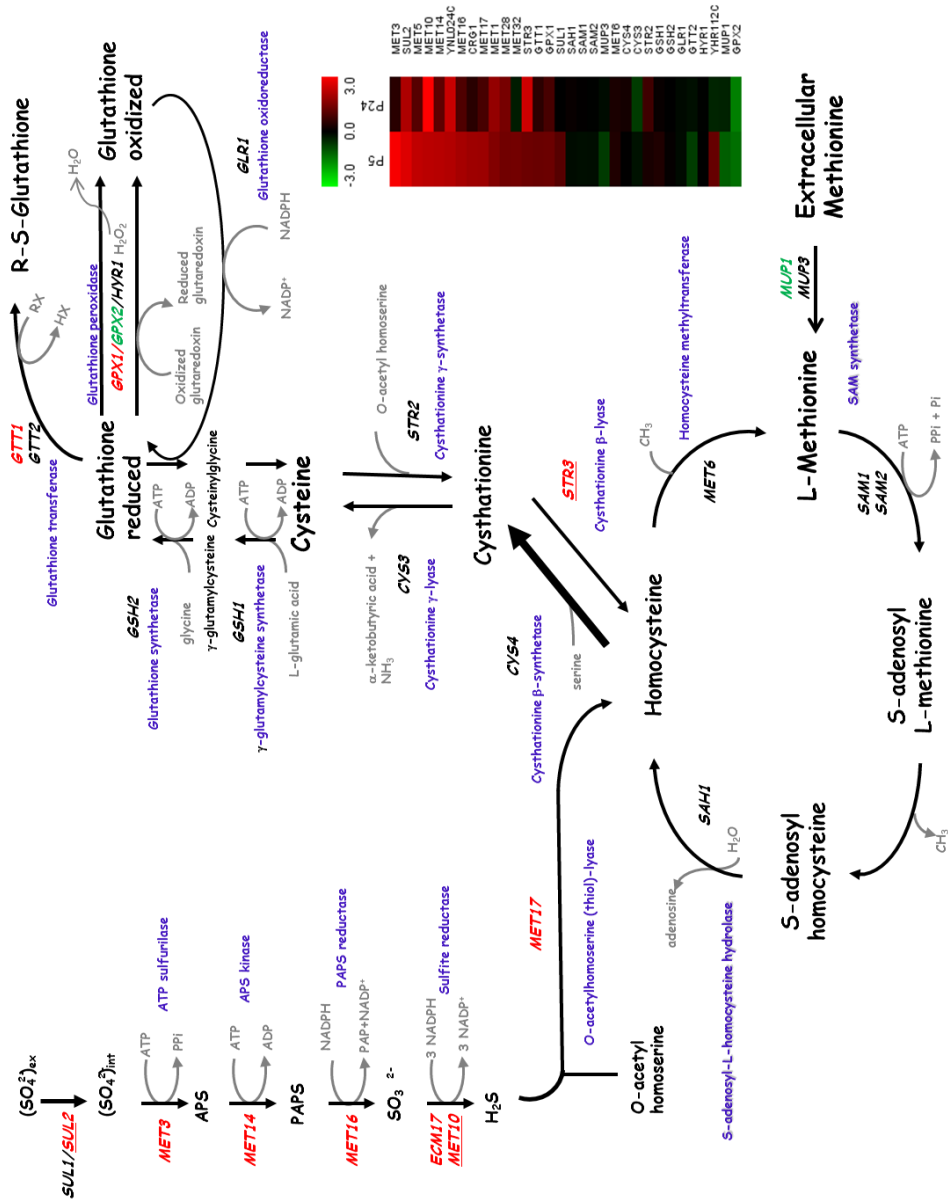 (SO₄²)ex
SUL1/SUL2
(SO₄²)int
MET3
ATP
PPi
ATP sulfurilase
APS
MET14
ATP
ADP
APS kinase
PAPS
MET16
NADPH
PAP+NADP⁺
PAPS reductase
SO₃ ²⁻
ECM17
MET10
3 NADPH
3 NADP⁺
Sulfite reductase
H₂S
MET17
O-acetylhomoserine (thiol)-lyase
O-acetyl
homoserine
GTT1
GTT2
Glutathione transferase
RX
HX
R-S-Glutathione
Glutathione
reduced
Glutathione peroxidase
GPX1/GPX2/HYR1
H₂O₂
H₂O
Glutathione
oxidized
Oxidized
glutaredoxin
Reduced
glutaredoxin
NADP⁺
NADPH
GLR1
Glutathione oxidoreductase
GSH2
Glutathione synthetase
glycine
ATP
ADP
γ-glutamylcysteine
Cysteinylglycine
GSH1
γ-glutamylcysteine synthetase
L-glutamic acid
ATP
ADP
Cysteine
α-ketobutyric acid +
NH₃
CYS3
Cysthationine γ-lyase
O-acetyl homoserine
STR2
Cysthationine γ-synthetase
Cysthationine
CYS4
Cysthationine β-synthetase
serine
STR3
Cysthationine β-lyase
Homocysteine
CH₃
MET6
Homocysteine methyltransferase
SAH1
H₂O
adenosine
S-adenosyl-L-homocysteine hydrolase
S-adenosyl
homocysteine
CH₃
S-adenosyl
L-methionine
SAM1
SAM2
ATP
PPi + Pi
SAM synthetase
L-Methionine
MUP1
MUP3
Extracellular
Methionine
-3.0
0.0
3.0
P5
P24
MET3
SUL2
MET5
MET10
MET14
YNL024C
MET16
CRG1
MET17
MET1
MET28
MET32
STR3
GTT1
GPX1
SUL1
SAH1
SAM1
SAM2
MUP3
MET6
CYS4
CYS3
STR2
GSH1
GSH2
GLR1
GTT2
HYR1
YHR112C
MUP1
GPX2